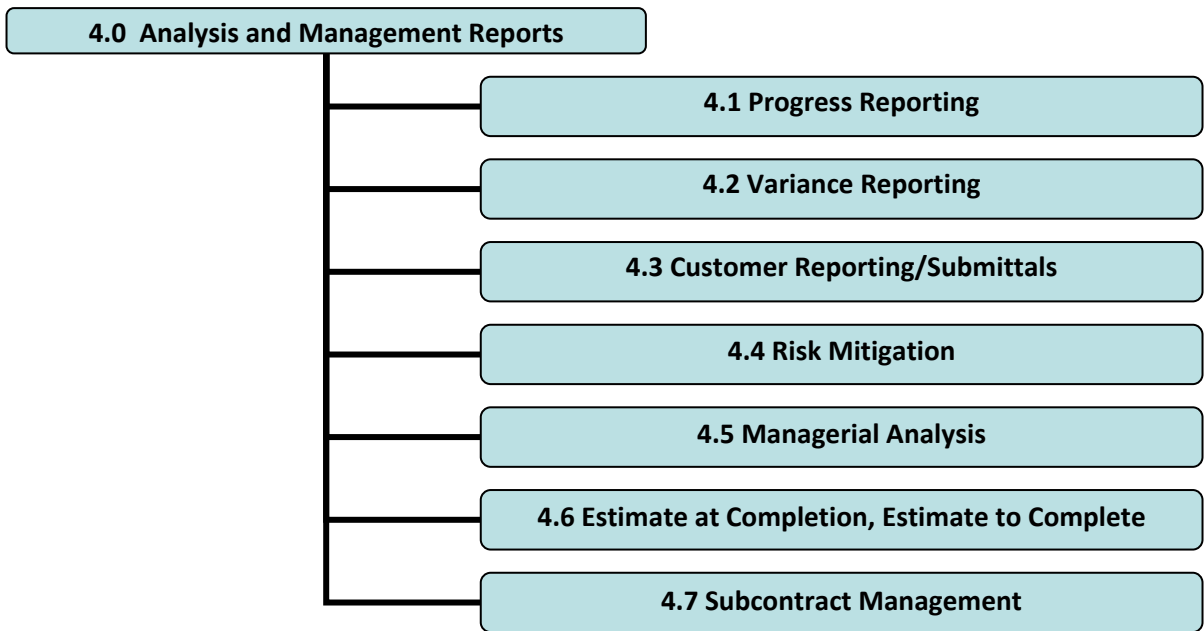 4.0  Analysis and Management Reports
4.1 Progress Reporting
4.2 Variance Reporting
4.3 Customer Reporting/Submittals
4.4 Risk Mitigation
4.5 Managerial Analysis
4.6 Estimate at Completion, Estimate to Complete
4.7 Subcontract Management